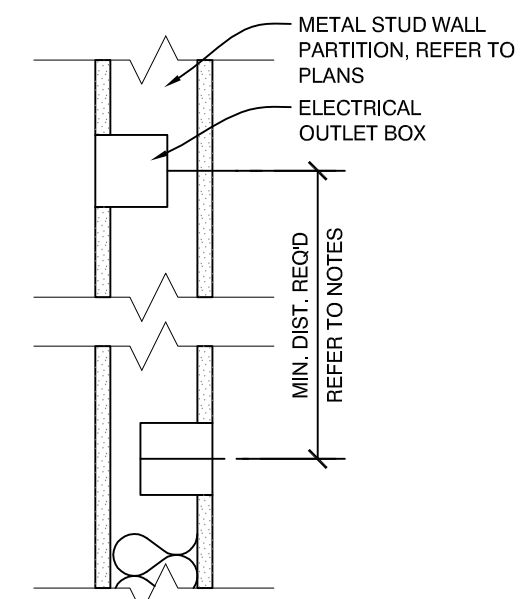 METAL STUD WALL
PARTITION, REFER TO
PLANS
ELECTRICAL
OUTLET BOX
MIN. DIST. REQ'D
REFER TO NOTES